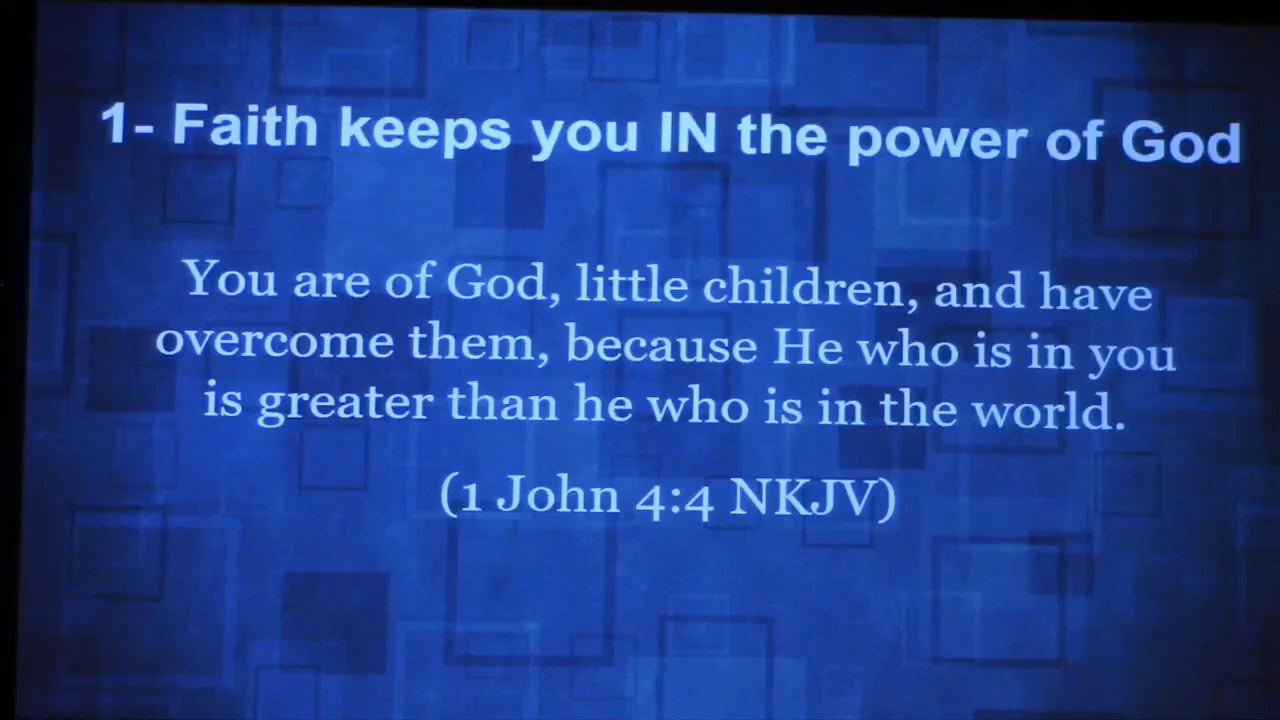 1- Faith keeps you IN the power of God
You are of God, little children, and have
overcome them, because He who is in you
is greater than he who is in the world.
(1 John 4:4 NKJV)